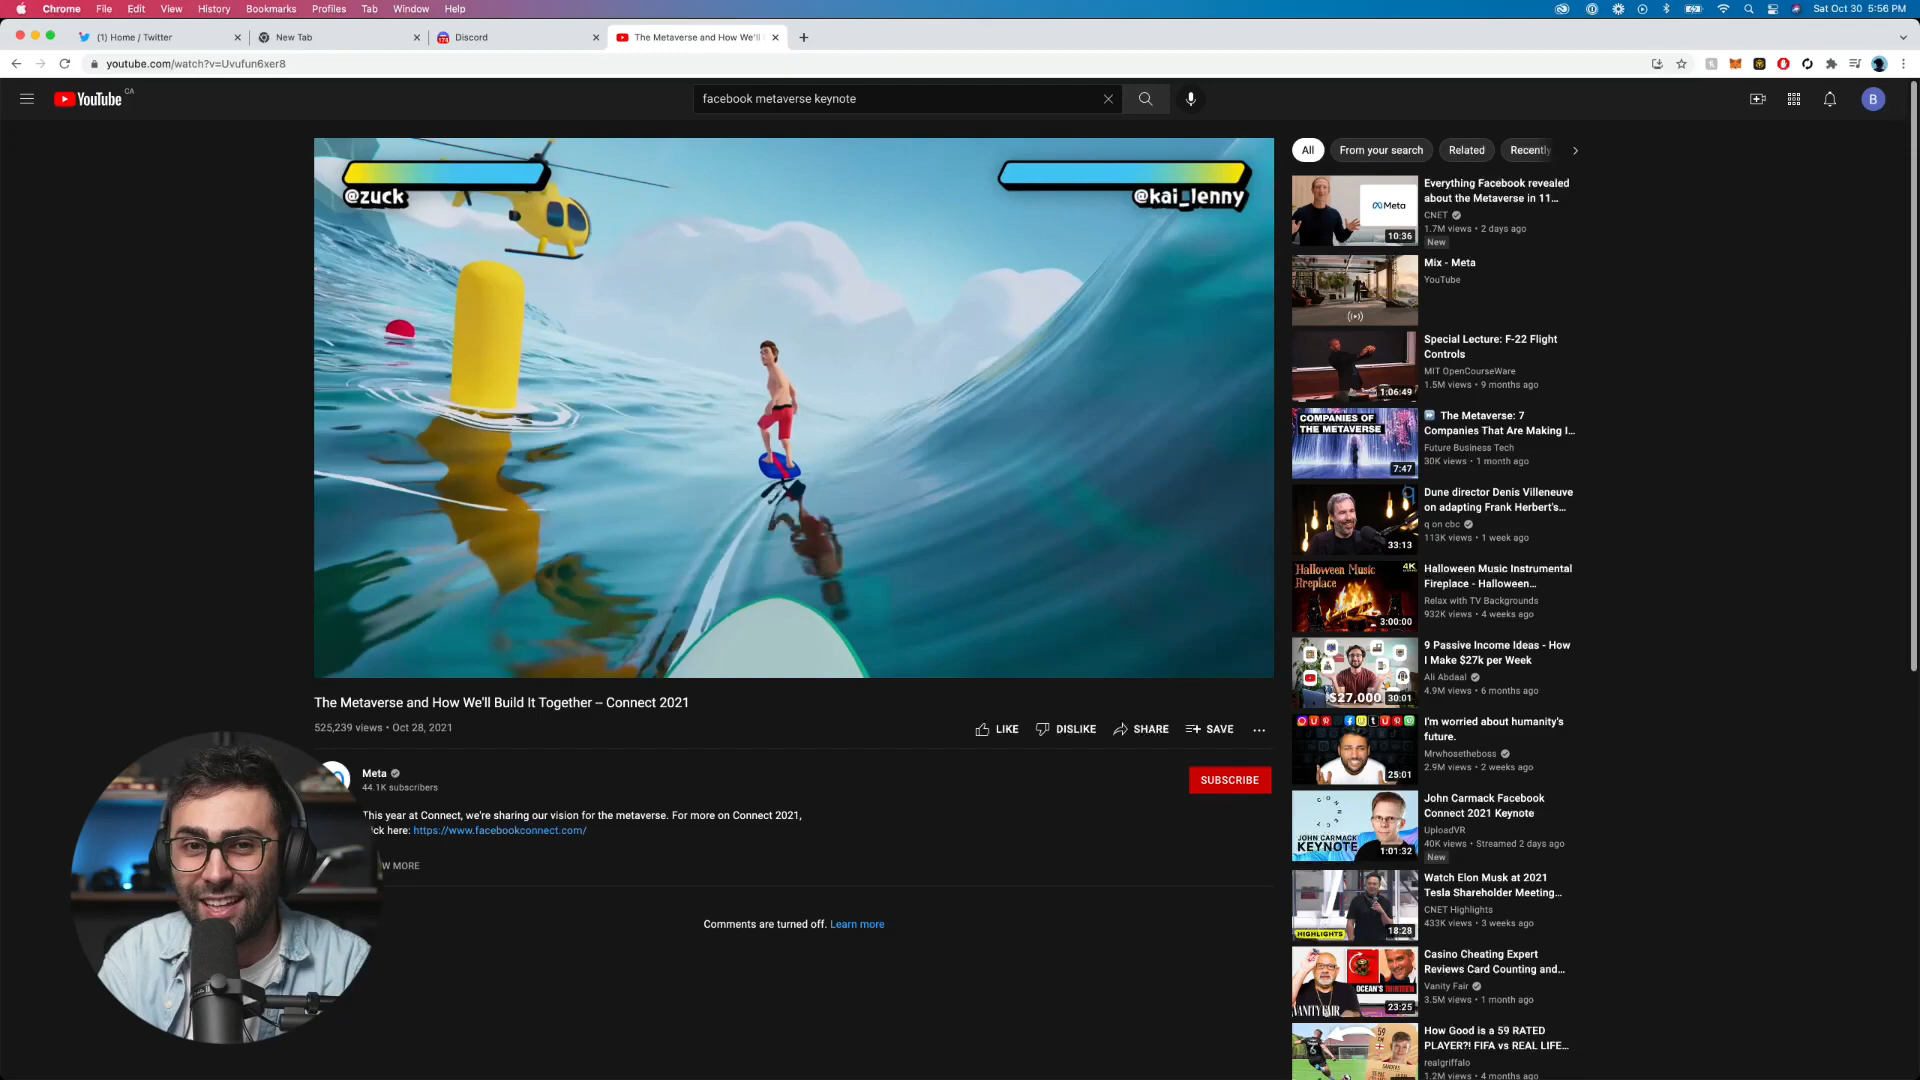 Chrome File Edit View History Bookmarks Profiles Tab Window Help
Sat Oct 30 5:56 PM
(1) Home / Twitter
New Tab
174
Discord
The Metaverse and How We'll
youtube.com/watch?v=Uvufun6xer8
YouTube CA
facebook metaverse keynote
B
@zuck
@kai_lenny
The Metaverse and How We'll Build It Together – Connect 2021
525,239 views • Oct 28, 2021
LIKE DISLIKE SHARE SAVE
Meta
44.1K subscribers
SUBSCRIBE
This year at Connect, we're sharing our vision for the metaverse. For more on Connect 2021,
ick here: https://www.facebookconnect.com/
W MORE
Comments are turned off. Learn more
All From your search Related Recently
Meta
10:36
Everything Facebook revealed
about the Metaverse in 11...
CNET
1.7M views • 2 days ago
New
Mix - Meta
YouTube
1:06:49
Special Lecture: F-22 Flight
Controls
MIT OpenCourseWare
1.5M views • 9 months ago
COMPANIES OF
THE METAVERSE
7:47
The Metaverse: 7
Companies That Are Making I...
Future Business Tech
30K views • 1 month ago
33:13
Dune director Denis Villeneuve
on adapting Frank Herbert's...
q on cbc
113K views • 1 week ago
Halloween Music
Fireplace
4K
3:00:00
Halloween Music Instrumental
Fireplace - Halloween...
Relax with TV Backgrounds
932K views • 4 weeks ago
$27,000
30:01
9 Passive Income Ideas - How
I Make $27k per Week
Ali Abdaal
4.9M views • 6 months ago
25:01
I'm worried about humanity's
future.
Mrwhosetheboss
2.9M views • 2 weeks ago
CONNECT
JOHN CARMACK
KEYNOTE
1:01:32
John Carmack Facebook
Connect 2021 Keynote
UploadVR
40K views • Streamed 2 days ago
New
HIGHLIGHTS
18:28
Watch Elon Musk at 2021
Tesla Shareholder Meeting...
CNET Highlights
433K views • 3 weeks ago
OCEAN'S THIRTEEN
VANITY FAIR
23:25
Casino Cheating Expert
Reviews Card Counting and...
Vanity Fair
3.5M views • 1 month ago
59
SANDERS
How Good is a 59 RATED
PLAYER?! FIFA vs REAL LIFE...
realgriffalo
1.2M views • 4 months ago